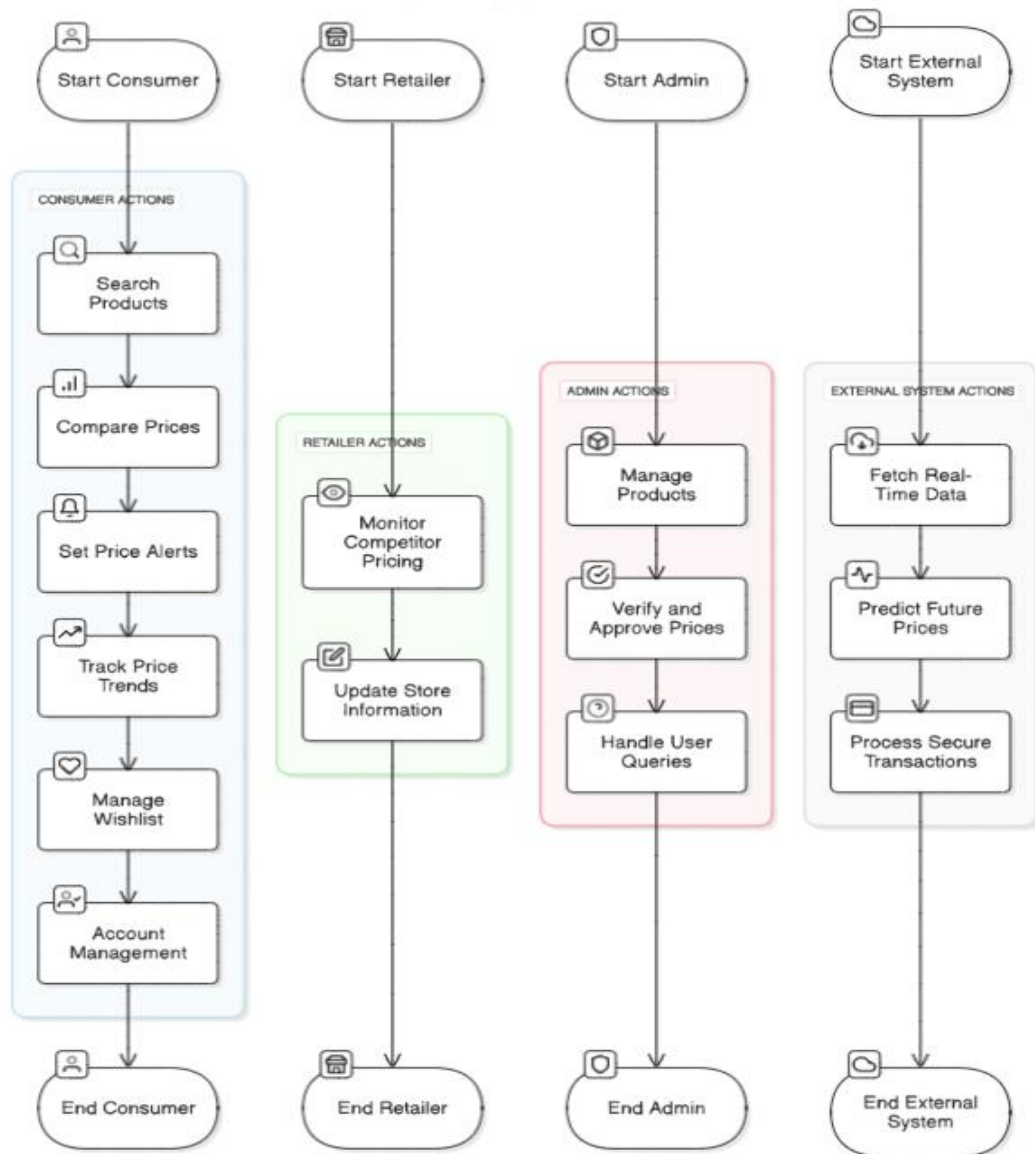 Start Consumer
Start Retailer
Start Admin
Start External
System
CONSUMER ACTIONS
Search
Products
Compare Prices
Set Price Alerts
Track Price
Trends
Manage
Wishlist
Account
Management
RETAILER ACTIONS
Monitor
Competitor
Pricing
Update Store
Information
ADMIN ACTIONS
Manage
Products
Verify and
Approve Prices
Handle User
Queries
EXTERNAL SYSTEM ACTIONS
Fetch Real-
Time Data
Predict Future
Prices
Process Secure
Transactions
End Consumer
End Retailer
End Admin
End External
System